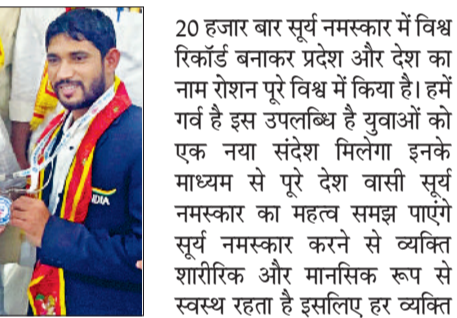 20 हजार बार सूर्य नमस्कार में विश्व
रिकॉर्ड बनाकर प्रदेश और देश का
नाम रोशन पूरे विश्व में किया है। हमें
गर्व है इस उपलब्धि है युवाओं को
एक नया संदेश मिलेगा इनके
माध्यम से पूरे देश वासी सूर्य
नमस्कार का महत्व समझ पाएंगे
सूर्य नमस्कार करने से व्यक्ति
शारीरिक और मानसिक रूप से
स्वस्थ रहता है इसलिए हर व्यक्ति
INDIA